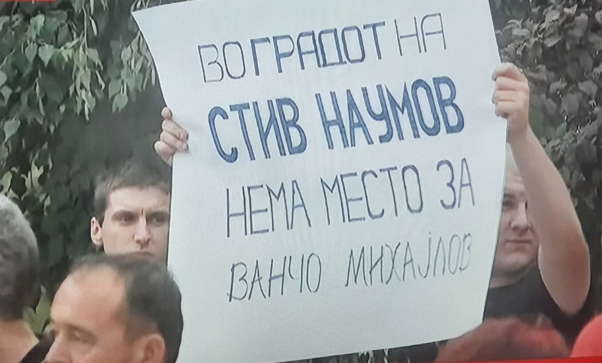 ВО ГРАДОТ НА
СТИВ НАУМОВ
НЕМА МЕСТО ЗА
ВАНЧО МИХАЈЛОВ